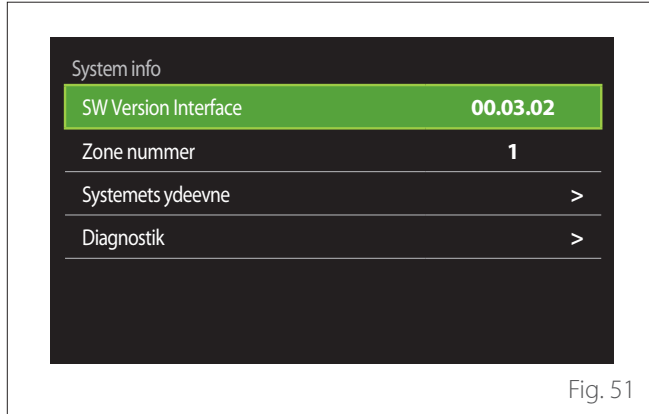 System info
SW Version Interface 00.03.02
Zone nummer 1
Systemets ydeevne >
Diagnostik >
Fig. 51